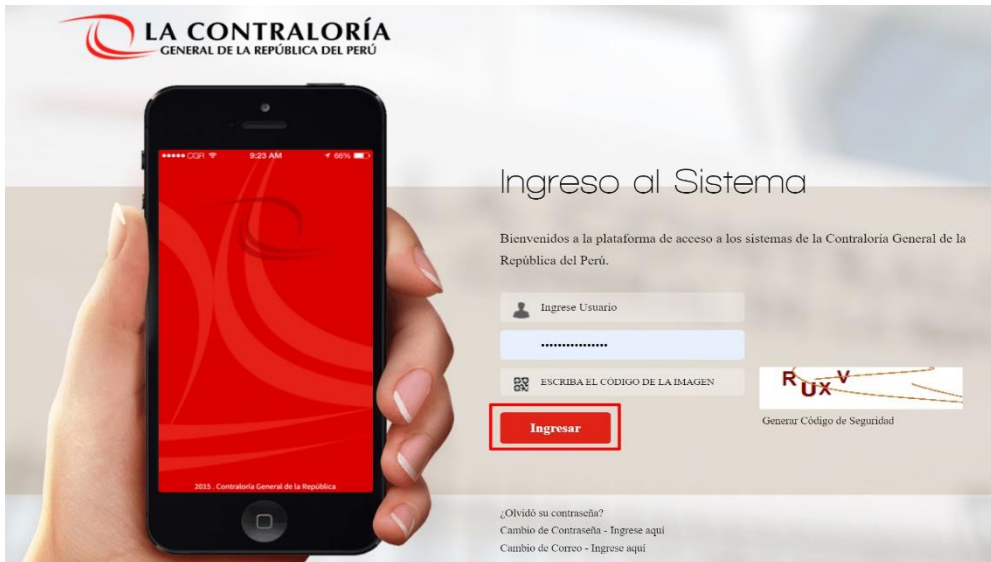 LA CONTRALORÍA
GENERAL DE LA REPÚBLICA DEL PERÚ
CGR 9:23 AM 66%
2015 . Contraloría General de la República
Ingreso al Sistema
Bienvenidos a la plataforma de acceso a los sistemas de la Contraloría General de la
República del Perú.
Ingrese Usuario
ESCRIBA EL CÓDIGO DE LA IMAGEN
RUXV
Ingresar
Generar Código de Seguridad
¿Olvidó su contraseña?
Cambio de Contraseña - Ingrese aquí
Cambio de Correo - Ingrese aquí